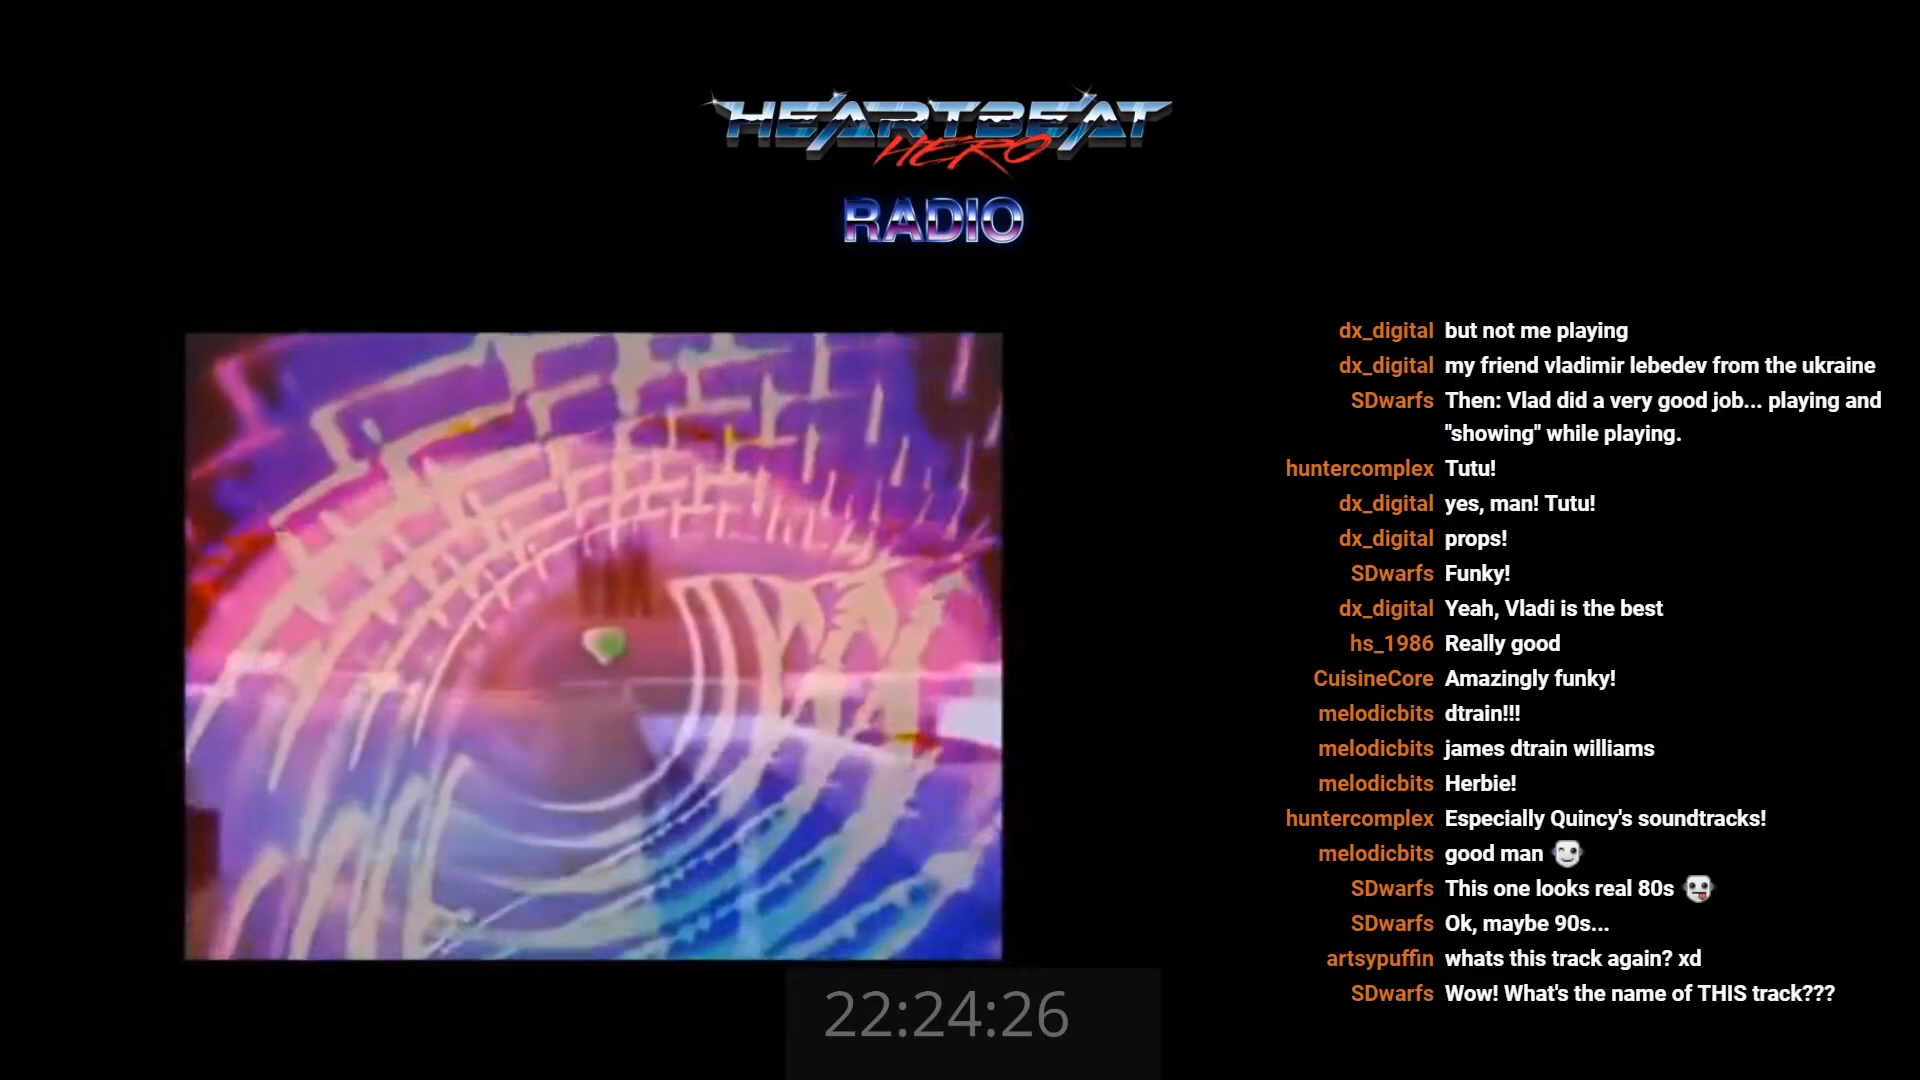 HEARTBEAT
HERO
RADIO
dx_digital but not me playing
dx_digital my friend vladimir lebedev from the ukraine
SDwarfs Then: Vlad did a very good job... playing and
"showing" while playing.
huntercomplex Tutu!
dx_digital yes, man! Tutu!
dx_digital props!
SDwarfs Funky!
dx_digital Yeah, Vladi is the best
hs_1986 Really good
CuisineCore Amazingly funky!
melodicbits dtrain!!!
melodicbits james dtrain williams
melodicbits Herbie!
huntercomplex Especially Quincy's soundtracks!
melodicbits good man
SDwarfs This one looks real 80s
SDwarfs Ok, maybe 90s...
artsypuffin whats this track again? xd
SDwarfs Wow! What's the name of THIS track???
22:24:26